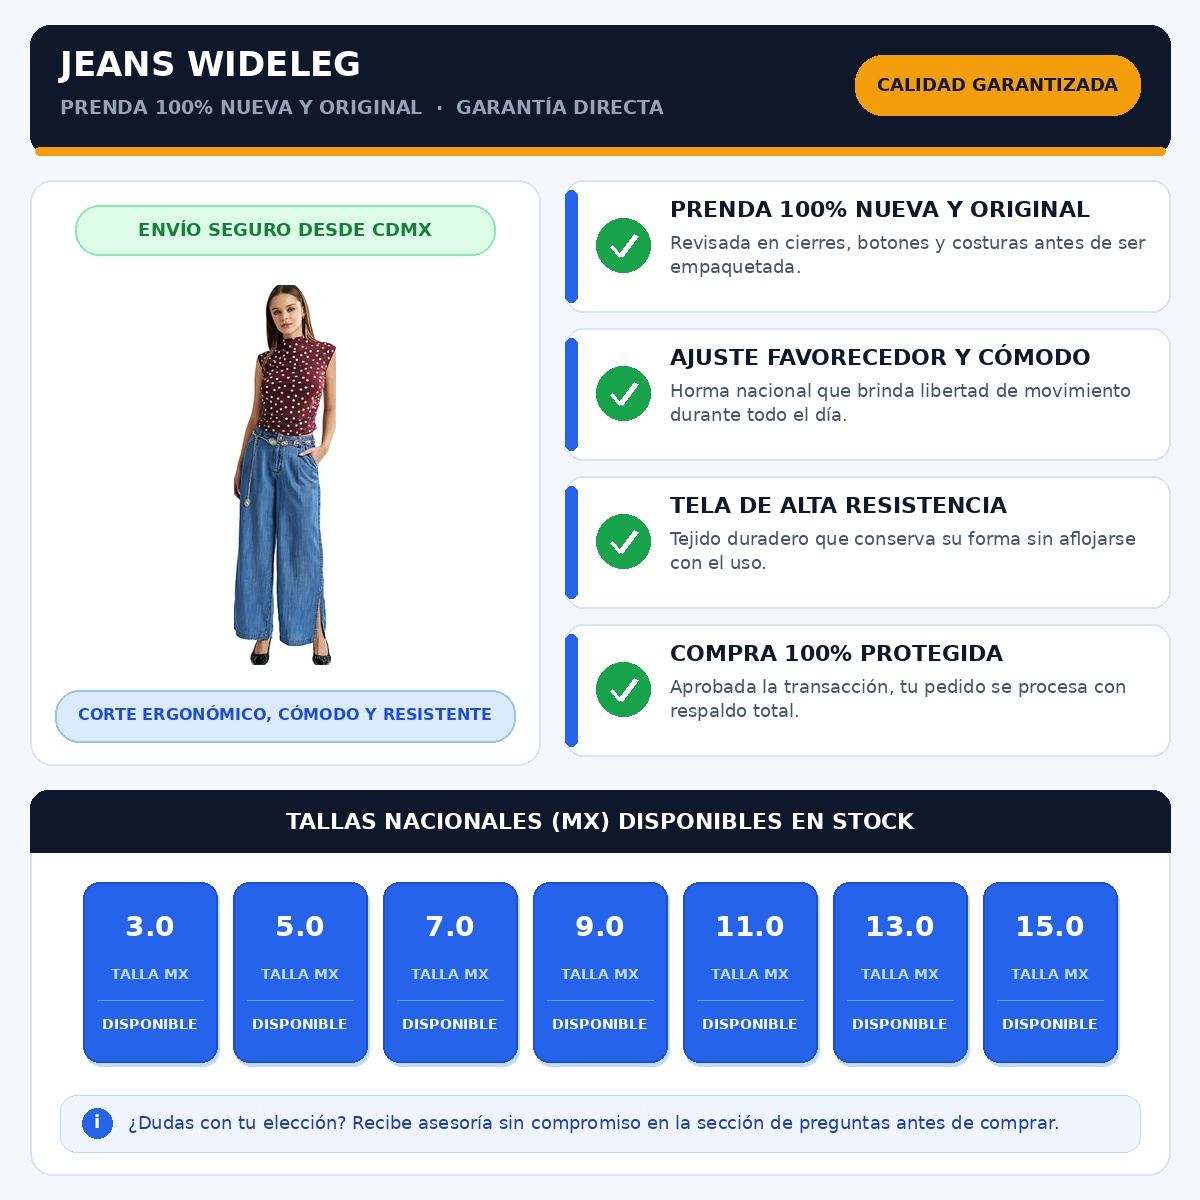 JEANS WIDELEG
PRENDA 100% NUEVA Y ORIGINAL · GARANTÍA DIRECTA
CALIDAD GARANTIZADA
ENVÍO SEGURO DESDE CDMX
CORTE ERGONÓMICO, CÓMODO Y RESISTENTE
PRENDA 100% NUEVA Y ORIGINAL
Revisada en cierres, botones y costuras antes de ser
empaquetada.
AJUSTE FAVORECEDOR Y CÓMODO
Horma nacional que brinda libertad de movimiento
durante todo el día.
TELA DE ALTA RESISTENCIA
Tejido duradero que conserva su forma sin aflojarse
con el uso.
COMPRA 100% PROTEGIDA
Aprobada la transacción, tu pedido se procesa con
respaldo total.
TALLAS NACIONALES (MX) DISPONIBLES EN STOCK
3.0
TALLA MX
DISPONIBLE
5.0
TALLA MX
DISPONIBLE
7.0
TALLA MX
DISPONIBLE
9.0
TALLA MX
DISPONIBLE
11.0
TALLA MX
DISPONIBLE
13.0
TALLA MX
DISPONIBLE
15.0
TALLA MX
DISPONIBLE
i ¿Dudas con tu elección? Recibe asesoría sin compromiso en la sección de preguntas antes de comprar.